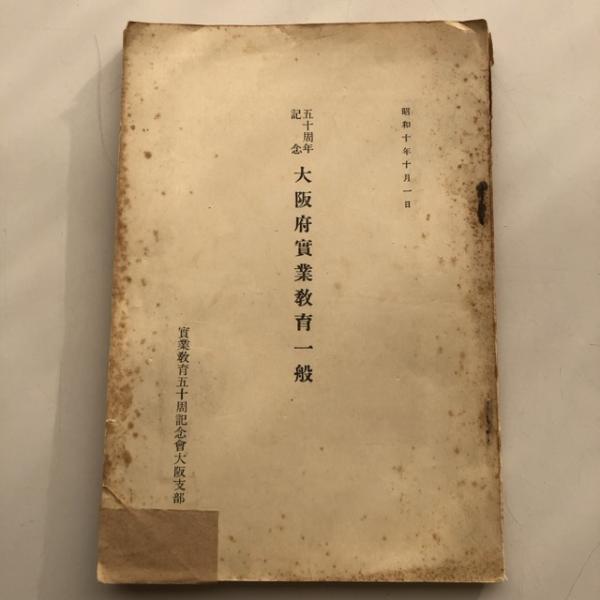 昭和十年十月一日
五十周年
記念
大阪府實業教育一般
實業教育五十周記念會大阪支部